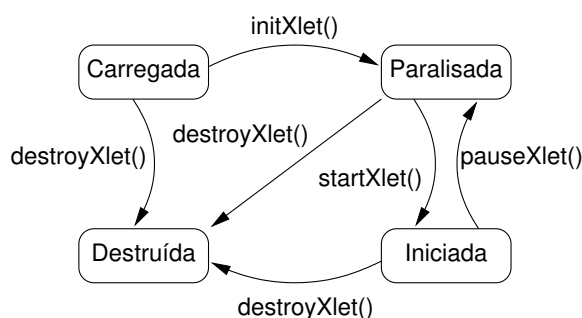 initXlet()
Carregada
Paralisada
destroyXlet()
destroyXlet()
startXlet()
pauseXlet()
Destruída
Iniciada
destroyXlet()